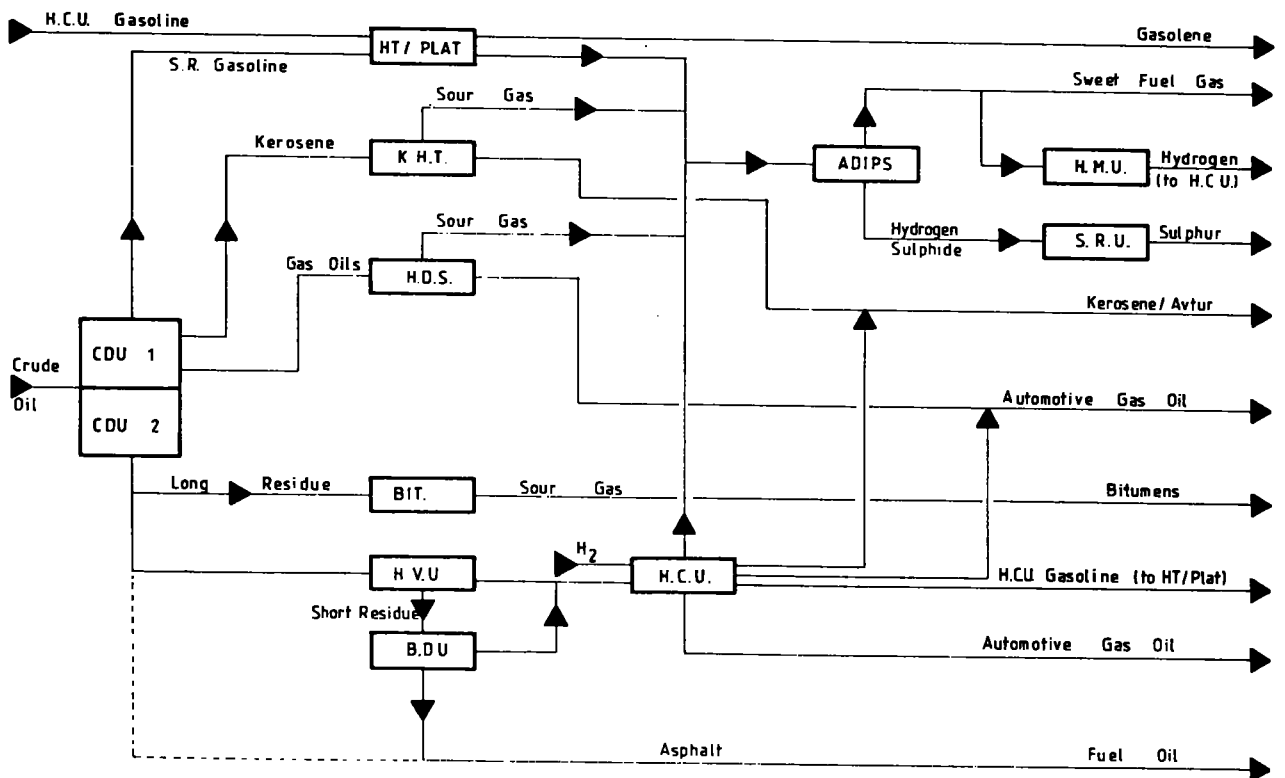 H.C.U. Gasoline
HT/ PLAT
Gasolene
S.R. Gasoline
Sweet Fuel Gas
Sour Gas
Kerosene
K H.T.
ADIPS
H.M.U.
Hydrogen
(to H.C.U.)
Sour Gas
Hydrogen
Sulphide
S.R.U.
Sulphur
Gas Oils
H.D.S.
Kerosene/ Avtur
CDU 1
Crude
Oil
CDU 2
Automotive Gas Oil
Long Residue
BIT.
Sour Gas
Bitumens
H2
H V.U
H.C.U.
H.C.U. Gasoline (to HT/Plat)
Short Residue
B.D U
Automotive Gas Oil
Asphalt
Fuel Oil